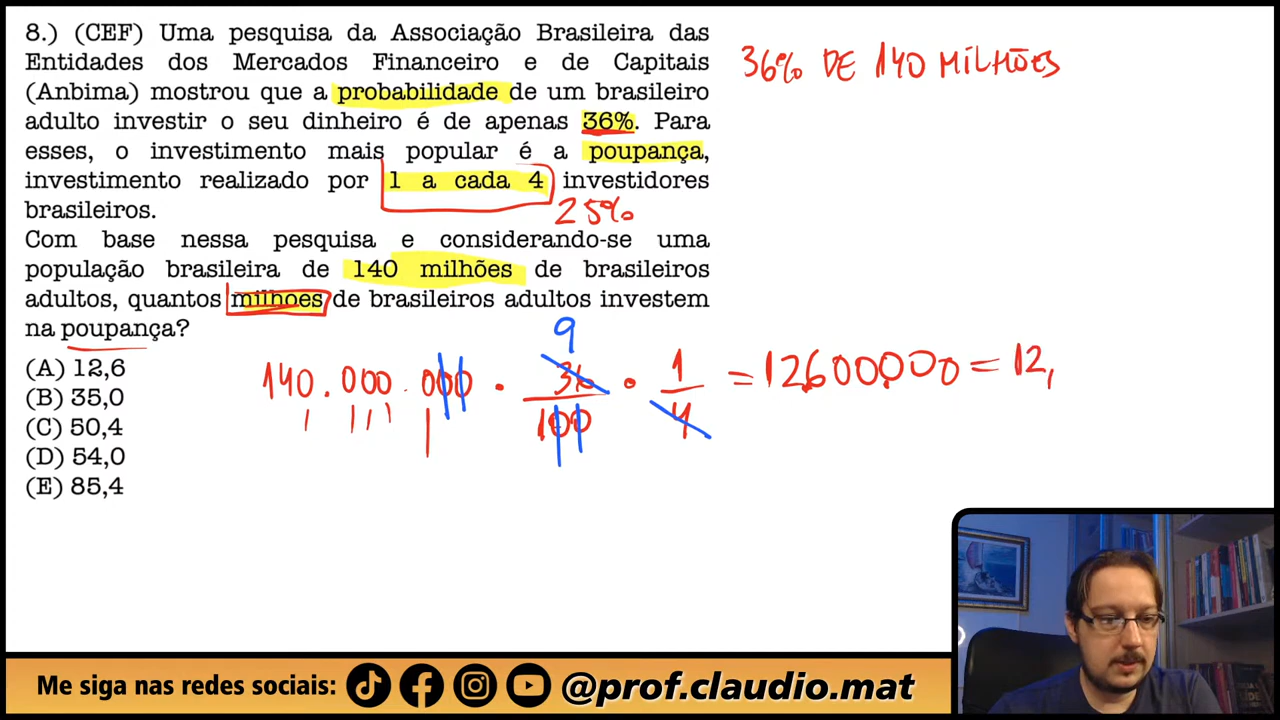 8.) (CEF) Uma pesquisa da Associação Brasileira das
Entidades dos Mercados Financeiro e de Capitais
(Anbima) mostrou que a probabilidade de um brasileiro
adulto investir o seu dinheiro é de apenas 36%. Para
esses, o investimento mais popular é a poupança,
investimento realizado por 1 a cada 4 investidores
brasileiros.
25%
Com base nessa pesquisa e considerando-se uma
população brasileira de 140 milhões de brasileiros
adultos, quantos milhoes de brasileiros adultos investem
na poupança?
(A) 12,6
(B) 35,0
(C) 50,4
(D) 54,0
(E) 85,4
36% DE 140 MILHÕES
9
140.000.000 · 36/100 · 1/4 = 12.600.000 = 12,
Me siga nas redes sociais: @prof.claudio.mat